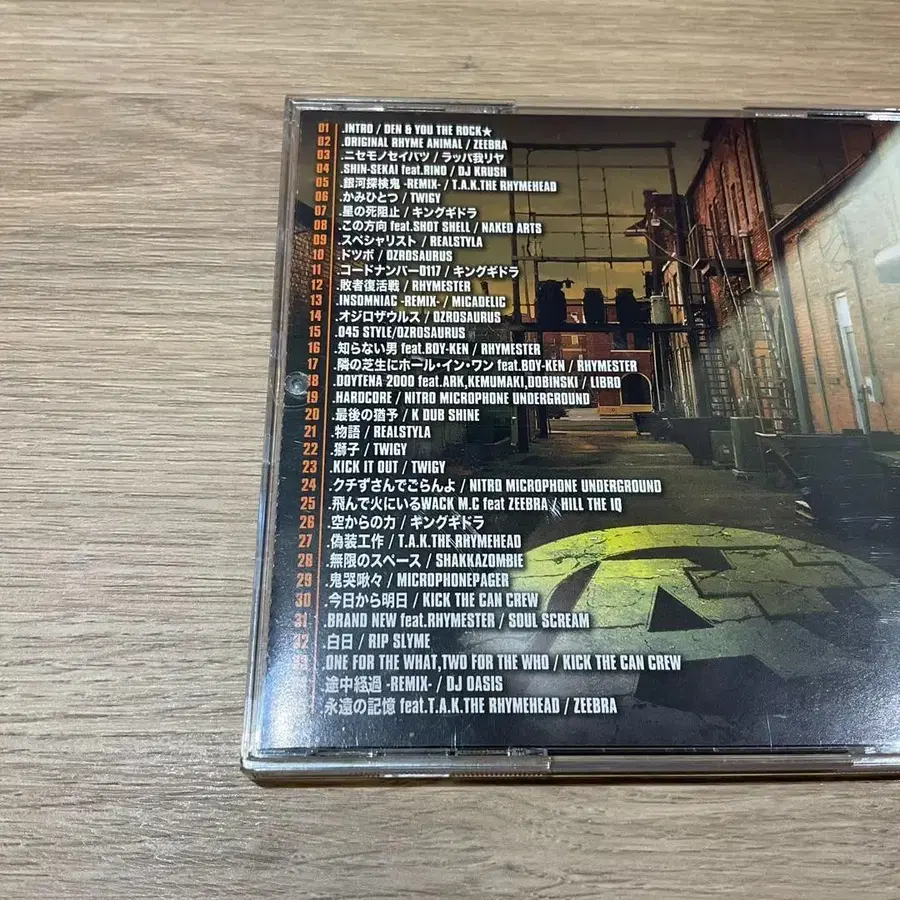 01 .INTRO / DEN & YOU THE ROCK★
02 .ORIGINAL RHYME ANIMAL / ZEEBRA
03 .ニセモノセイバツ / ラッパ我リヤ
04 .SHIN-SEKAI feat.RINO / DJ KRUSH
05 .銀河探検鬼 -REMIX- / T.A.K.THE RHYMEHEAD
06 .かみひとつ / TWIGY
07 .星の死阻止 / キングギドラ
08 .この方向 feat.SHOT SHELL / NAKED ARTS
09 .スペシャリスト / REALSTYLA
10 .ドツボ / OZROSAURUS
11 .コードナンバー0117 / キングギドラ
12 .敗者復活戦 / RHYMESTER
13 .INSOMNIAC -REMIX- / MICADELIC
14 .オジロザウルス / OZROSAURUS
15 .045 STYLE/OZROSAURUS
16 .知らない男 feat.BOY-KEN / RHYMESTER
17 .隣の芝生にホール・イン・ワン feat.BOY-KEN / RHYMESTER
18 .DOYTENA 2000 feat.ARK,KEMUMAKI,DOBINSKI / LIBRO
19 .HARDCORE / NITRO MICROPHONE UNDERGROUND
20 .最後の猶予 / K DUB SHINE
21 .物語 / REALSTYLA
22 .獅子 / TWIGY
23 .KICK IT OUT / TWIGY
24 .クチずさんでごらんよ / NITRO MICROPHONE UNDERGROUND
25 .飛んで火にいるWACK M.C feat ZEEBRA / HILL THE IQ
26 .空からの力 / キングギドラ
27 .偽装工作 / T.A.K.THE RHYMEHEAD
28 .無限のスペース / SHAKKAZOMBIE
29 .鬼哭啾々 / MICROPHONEPAGER
30 .今日から明日 / KICK THE CAN CREW
31 .BRAND NEW feat.RHYMESTER / SOUL SCREAM
32 .白日 / RIP SLYME
33 .ONE FOR THE WHAT,TWO FOR THE WHO / KICK THE CAN CREW
.途中経過 -REMIX- / DJ OASIS
.永遠の記憶 feat.T.A.K.THE RHYMEHEAD / ZEEBRA